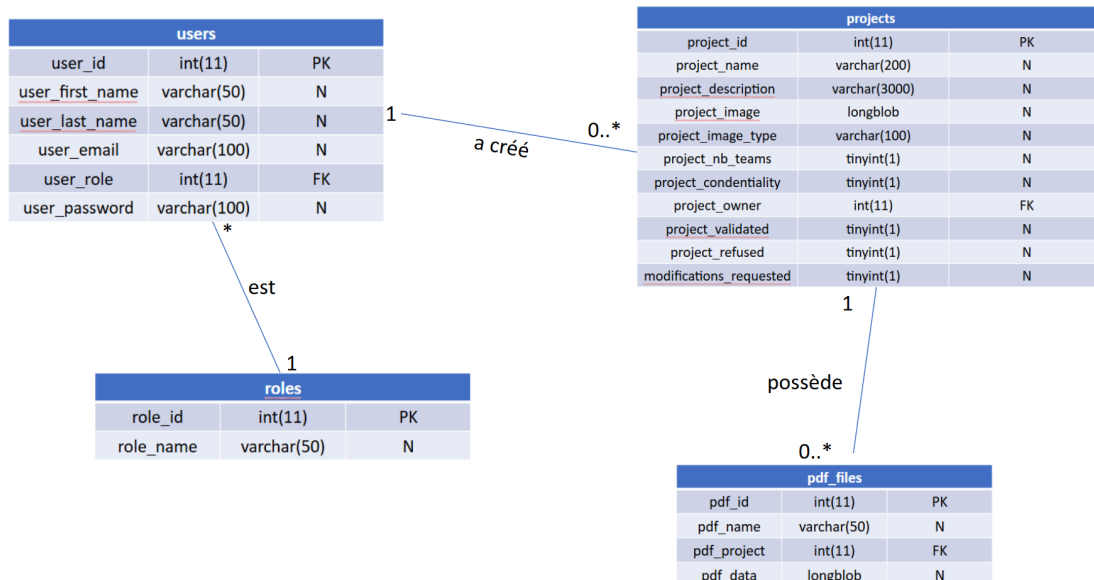 users
user_id int(11) PK
user_first_name varchar(50) N
user_last_name varchar(50) N
user_email varchar(100) N
user_role int(11) FK
user_password varchar(100) N
1
a créé
0..*
projects
project_id int(11) PK
project_name varchar(200) N
project_description varchar(3000) N
project_image longblob N
project_image_type varchar(100) N
project_nb_teams tinyint(1) N
project_condentiality tinyint(1) N
project_owner int(11) FK
project_validated tinyint(1) N
project_refused tinyint(1) N
modifications_requested tinyint(1) N
*
est
1
roles
role_id int(11) PK
role_name varchar(50) N
1
possède
0..*
pdf_files
pdf_id int(11) PK
pdf_name varchar(50) N
pdf_project int(11) FK
pdf_data longblob N